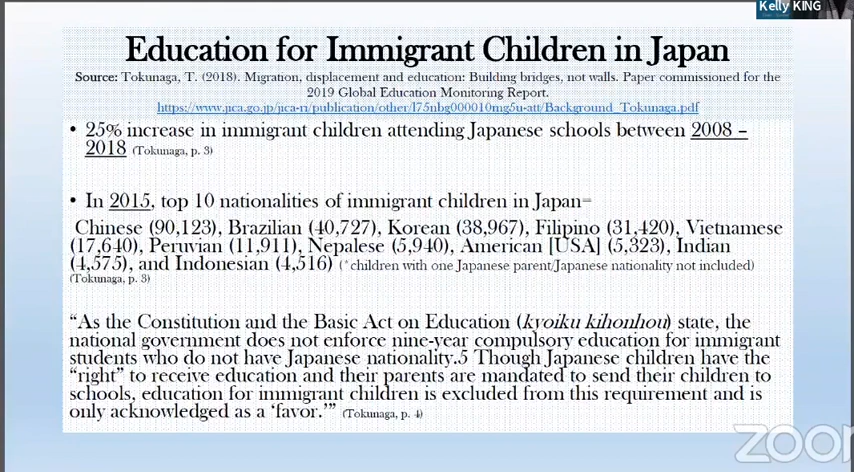 Kelly KING
Education for Immigrant Children in Japan
Source: Tokunaga, T. (2018). Migration, displacement and education: Building bridges, not walls. Paper commissioned for the
2019 Global Education Monitoring Report.
https://www.jica.go.jp/jica-ri/publication/other/l75nbg000010mg5u-att/Background_Tokunaga.pdf
• 25% increase in immigrant children attending Japanese schools between 2008 –
2018 (Tokunaga, p. 3)
• In 2015, top 10 nationalities of immigrant children in Japan=
Chinese (90,123), Brazilian (40,727), Korean (38,967), Filipino (31,420), Vietnamese
(17,640), Peruvian (11,911), Nepalese (5,940), American [USA] (5,323), Indian
(4,575), and Indonesian (4,516) (*children with one Japanese parent/Japanese nationality not included)
(Tokunaga, p. 3)
“As the Constitution and the Basic Act on Education (kyoiku kihonhou) state, the
national government does not enforce nine-year compulsory education for immigrant
students who do not have Japanese nationality.5 Though Japanese children have the
“right” to receive education and their parents are mandated to send their children to
schools, education for immigrant children is excluded from this requirement and is
only acknowledged as a ‘favor.’” (Tokunaga, p. 4)
zoom